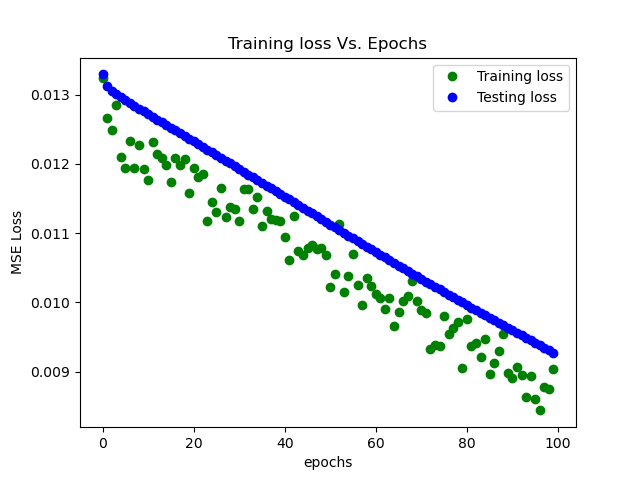 Training loss Vs. Epochs
Training loss
Testing loss
MSE Loss
0.013
0.012
0.011
0.010
0.009
0
20
40
60
80
100
epochs